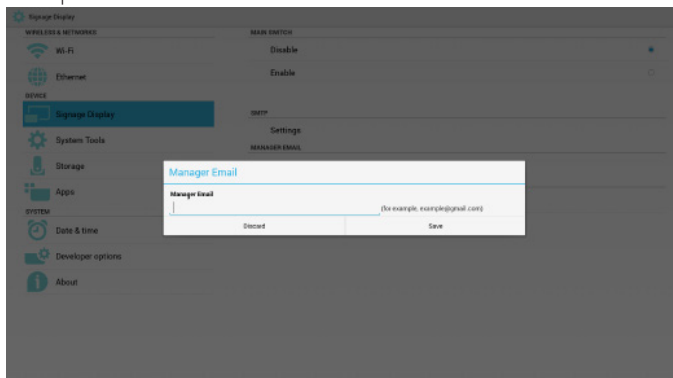 Signage Display
WIRELESS & NETWORKS
Wi-Fi
Ethernet
DEVICE
Signage Display
System Tools
Storage
Apps
SYSTEM
Date & time
Developer options
About
MAIN SWITCH
Disable
Enable
SMTP
Settings
MANAGER EMAIL
Manager Email
Manager Email
(for example, example@gmail.com)
Discard
Save